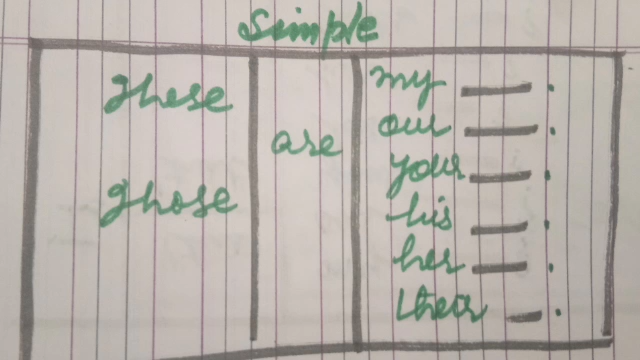 Simple
These
Those
are
my ___.
our ___.
your ___.
his ___.
her ___.
their ___.